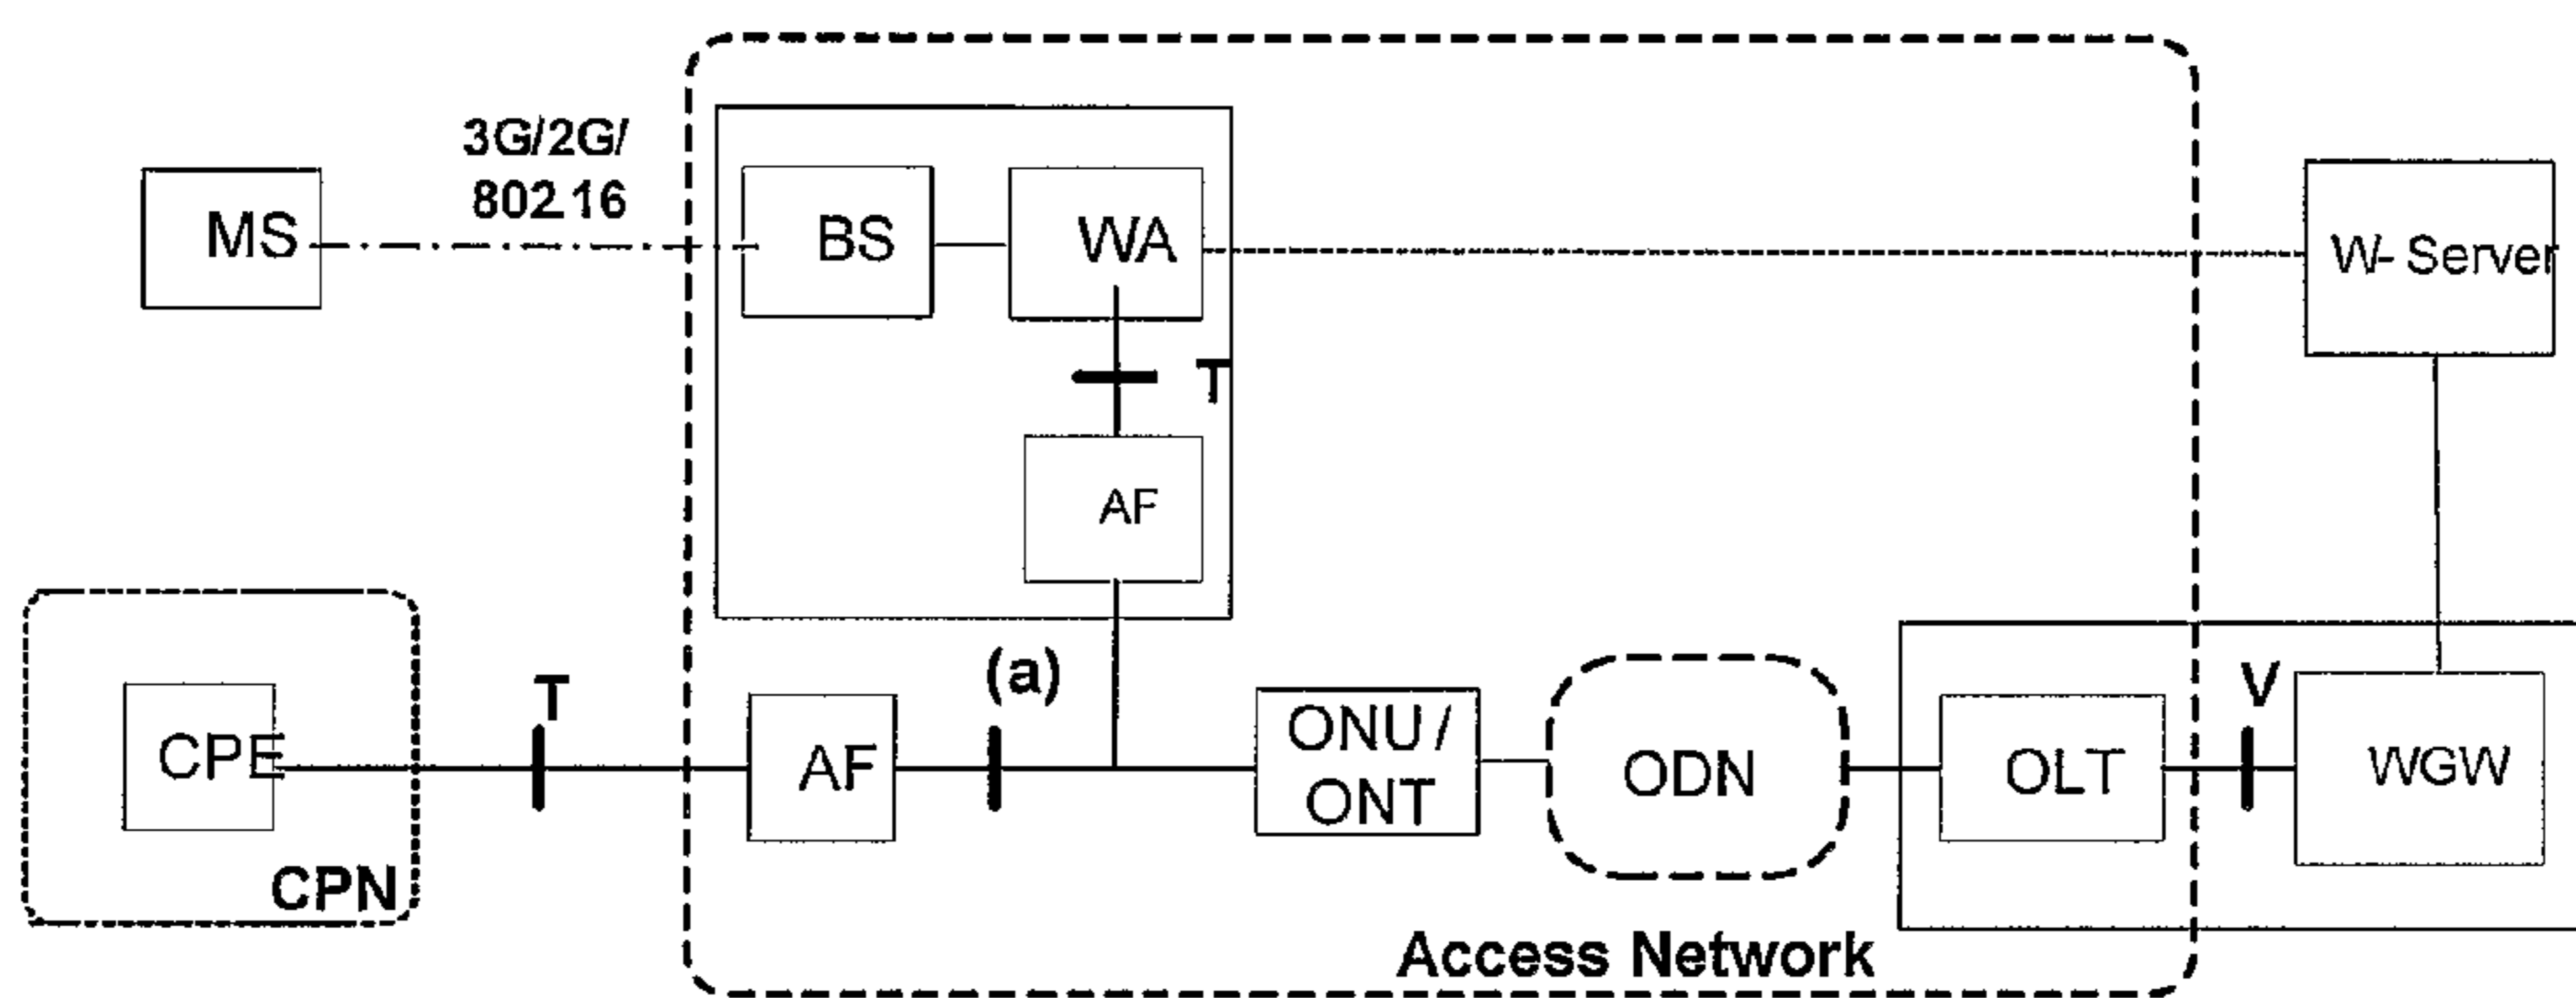 3G/2G/
802.16
MS
BS
WA
W-Server
T
AF
(a)
T
V
CPE
AF
ONU /
ONT
ODN
OLT
WGW
CPN
Access Network